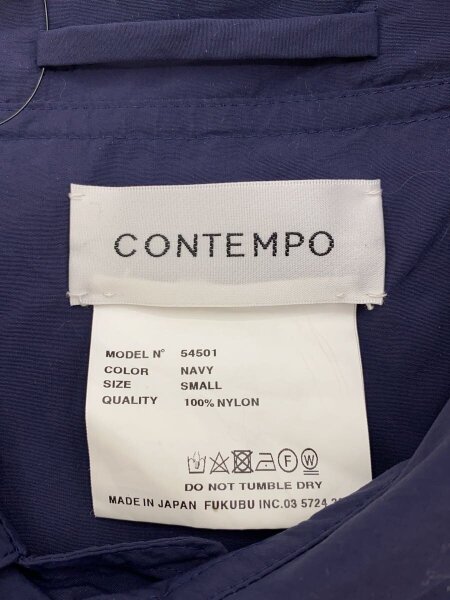 CONTEMPO
MODEL N° 54501
COLOR NAVY
SIZE SMALL
QUALITY 100% NYLON
DO NOT TUMBLE DRY
MADE IN JAPAN FUKUBU INC.03 5724